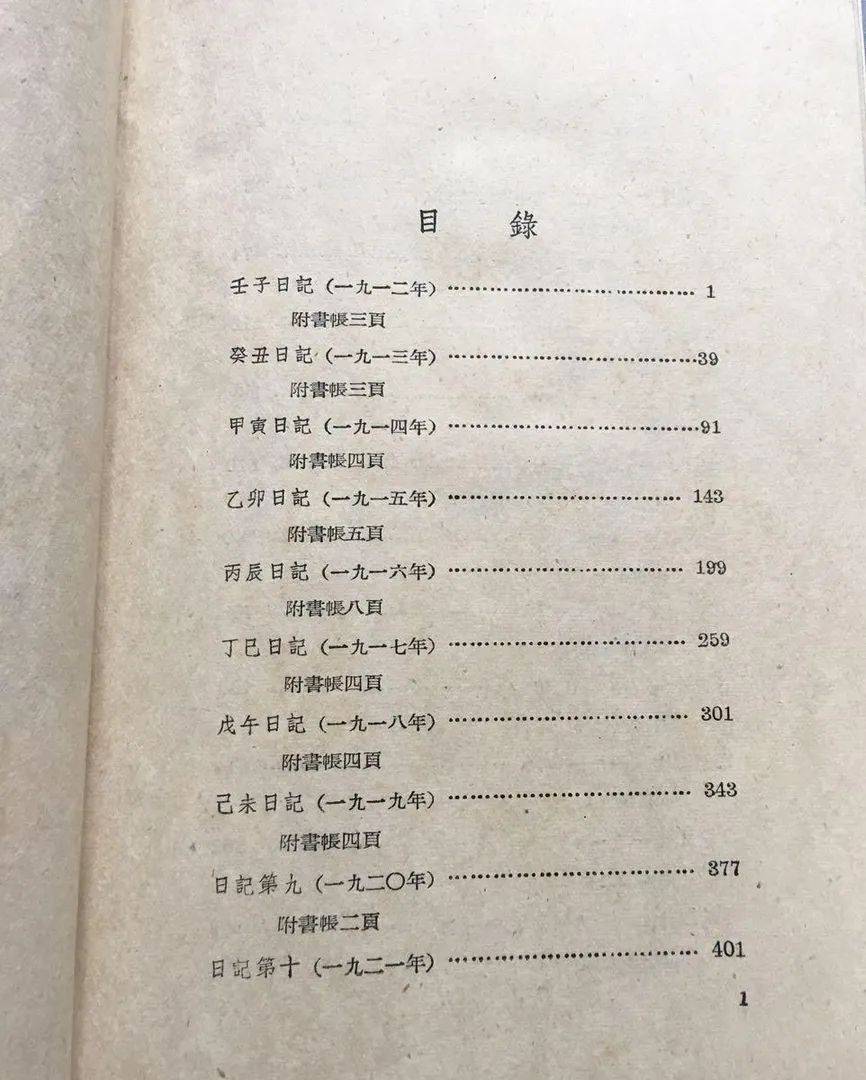 目 錄
壬子日記（一九一二年）…………………………… 1
附書帳三頁
癸丑日記（一九一三年）……………………………39
附書帳三頁
甲寅日記（一九一四年）……………………………91
附書帳四頁
乙卯日記（一九一五年）………………………… 143
附書帳五頁
丙辰日記（一九一六年）………………………… 199
附書帳八頁
丁巳日記（一九一七年）………………………… 259
附書帳四頁
戊午日記（一九一八年）………………………… 301
附書帳四頁
己未日記（一九一九年）………………………… 343
附書帳四頁
日記第九（一九二〇年）………………………… 377
附書帳二頁
日記第十（一九二一年）………………………… 401
1